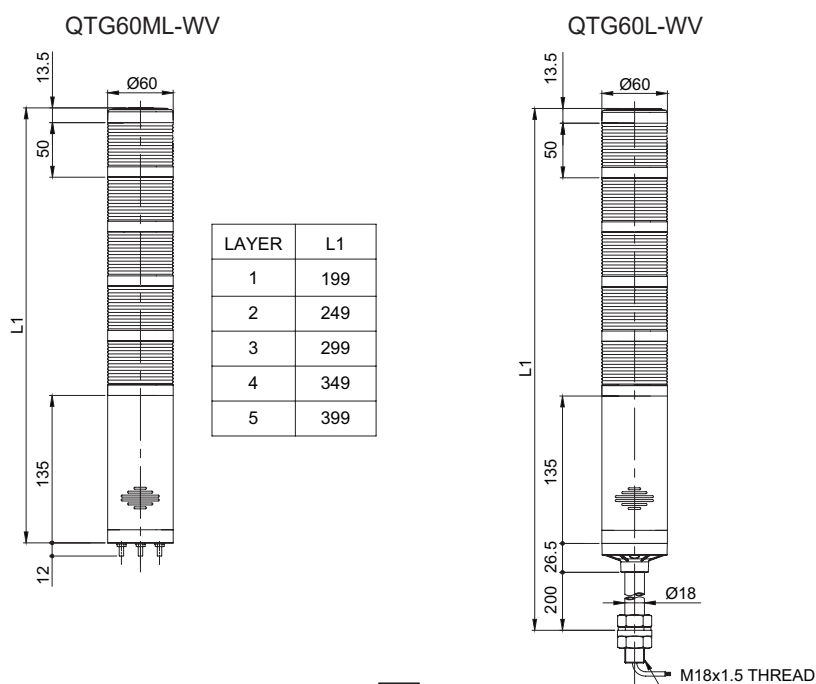 QTG60ML-WV
QTG60L-WV
13.5
Ø60
50
L1
135
12
LAYER L1
1 199
2 249
3 299
4 349
5 399
13.5
Ø60
50
L1
135
26.5
200
Ø18
M18x1.5 THREAD